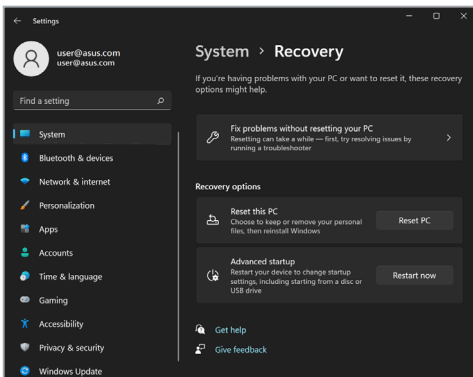 Settings
user@asus.com
user@asus.com
Find a setting
System
Bluetooth & devices
Network & internet
Personalization
Apps
Accounts
Time & language
Gaming
Accessibility
Privacy & security
Windows Update
System > Recovery
If you're having problems with your PC or want to reset it, these recovery
options might help.
Fix problems without resetting your PC
Resetting can take a while — first, try resolving issues by
running a troubleshooter
Recovery options
Reset this PC
Choose to keep or remove your personal
files, then reinstall Windows
Reset PC
Advanced startup
Restart your device to change startup
settings, including starting from a disc or
USB drive
Restart now
Get help
Give feedback